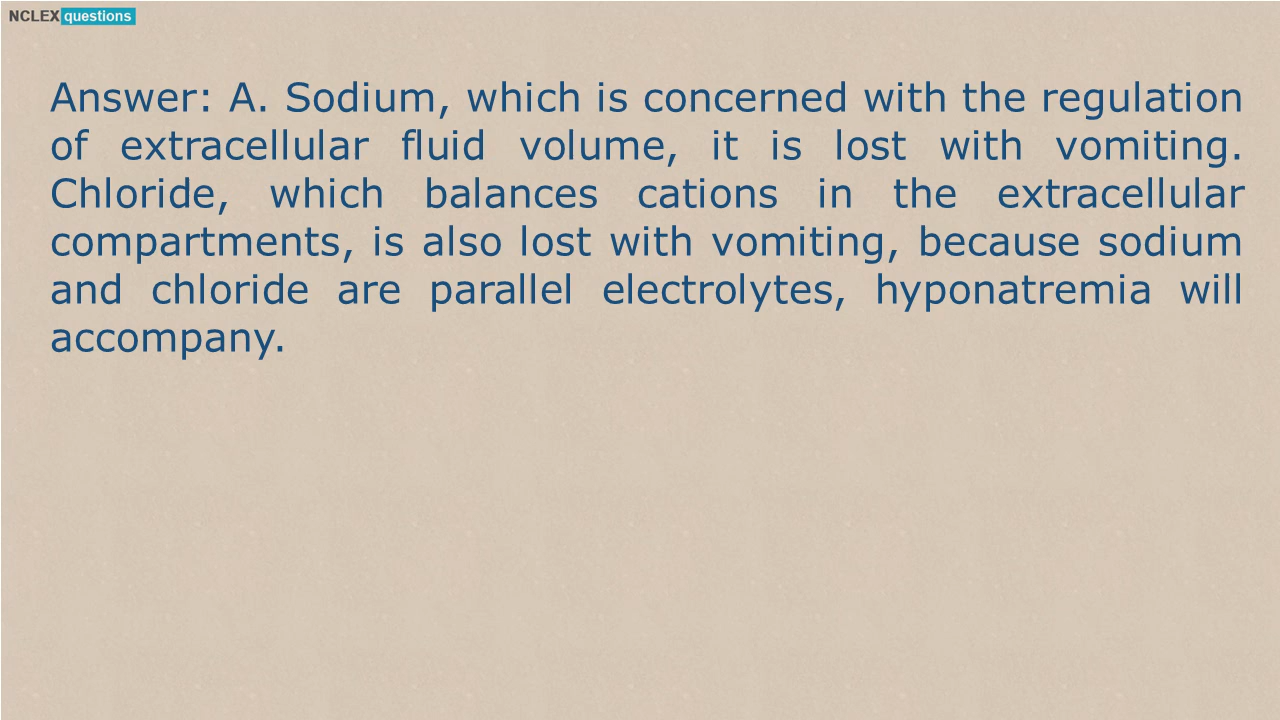 NCLEX questions
Answer: A. Sodium, which is concerned with the regulation
of extracellular fluid volume, it is lost with vomiting.
Chloride, which balances cations in the extracellular
compartments, is also lost with vomiting, because sodium
and chloride are parallel electrolytes, hyponatremia will
accompany.